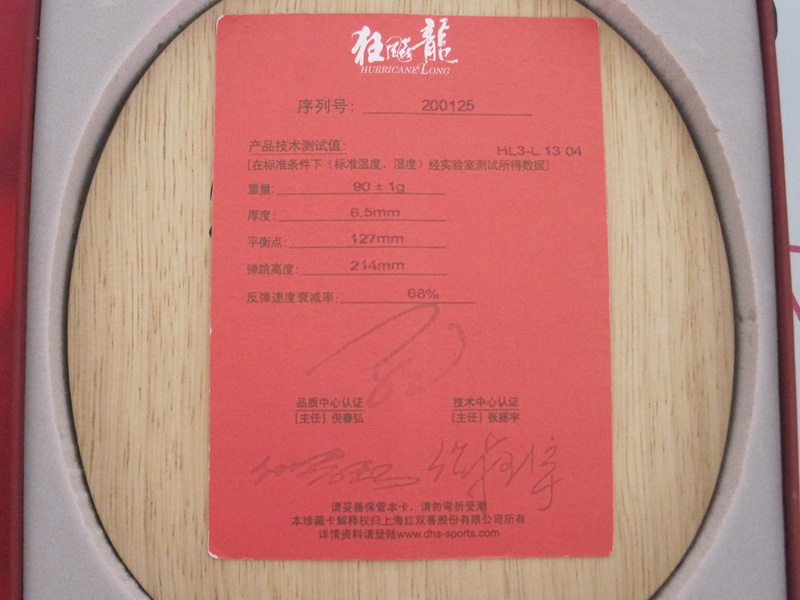 狂飚龍
HURRICANE LONG
序列号： 200125
产品技术测试值： HL3-L 13 04
[在标准条件下（标准温度、湿度）经实验室测试所得数据]
重量： 90±1g
厚度： 6.5mm
平衡点： 127mm
弹跳高度： 214mm
反弹速度衰减率： 68%
品质中心认证 技术中心认证
[主任] 倪春弘 [主任] 张 宇
请妥善保管本卡，请勿弯折受潮
本珍藏卡解释权归上海红双喜股份有限公司所有
详情资料请登陆www.dhs-sports.com